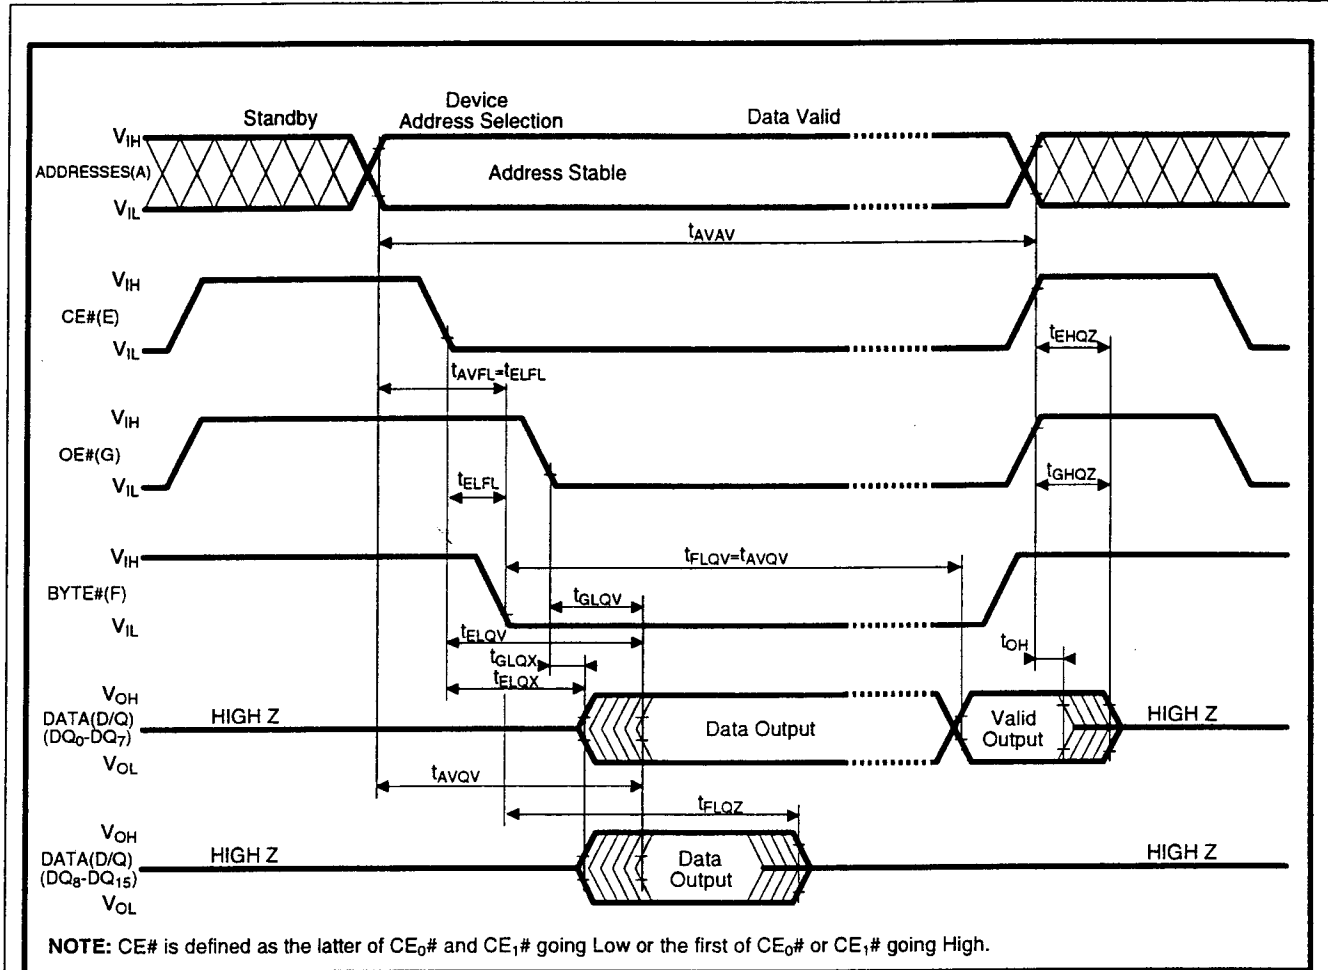 Standby
Device
Address Selection
Data Valid
VIH
ADDRESSES(A)
Address Stable
VIL
tAVAV
VIH
CE#(E)
VIL
tEHQZ
tAVFL=tELFL
VIH
OE#(G)
VIL
tELFL
tGHQZ
VIH
BYTE#(F)
VIL
tFLQV=tAVQV
tGLQV
tELQV
tGLQX
tELQX
tOH
VOH
DATA(D/Q)
(DQ0-DQ7)
VOL
HIGH Z
Data Output
Valid
Output
HIGH Z
tAVQV
tFLQZ
VOH
DATA(D/Q)
(DQ8-DQ15)
VOL
HIGH Z
Data
Output
HIGH Z
NOTE: CE# is defined as the latter of CE0# and CE1# going Low or the first of CE0# or CE1# going High.